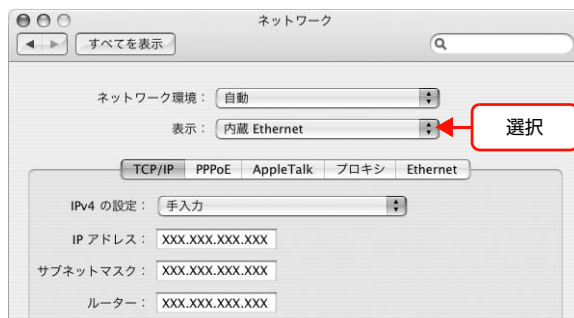 ネットワーク
すべてを表示
ネットワーク環境： 自動
表示： 内蔵 Ethernet
選択
TCP/IP PPPoE AppleTalk プロキシ Ethernet
IPv4 の設定： 手入力
IP アドレス： XXX.XXX.XXX.XXX
サブネットマスク： XXX.XXX.XXX.XXX
ルーター： XXX.XXX.XXX.XXX